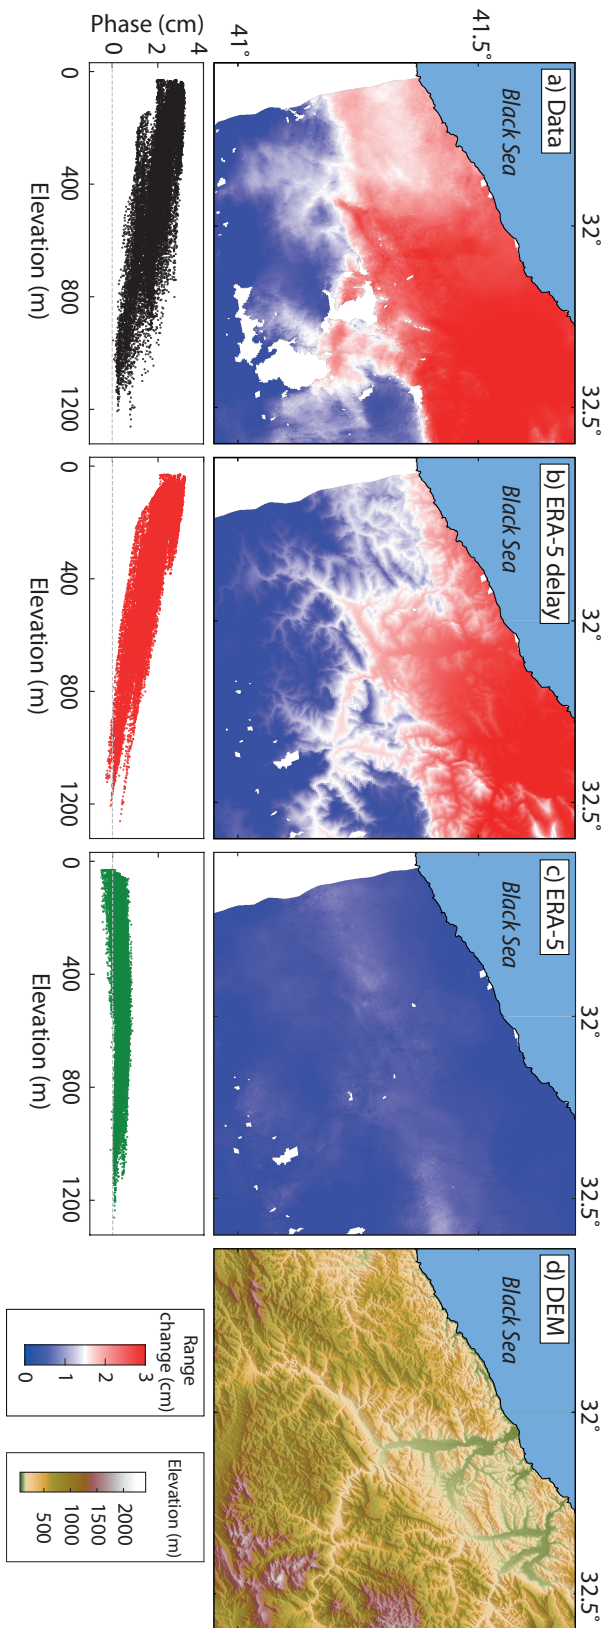 32°
32.5°
32°
32.5°
32°
32.5°
32°
32.5°
41.5°
41°
a) Data
Black Sea
b) ERA-5 delay
Black Sea
c) ERA-5
Black Sea
d) DEM
Black Sea
Phase (cm)
4
2
0
0
400
800
1200
Elevation (m)
0
400
800
1200
Elevation (m)
0
400
800
1200
Elevation (m)
Range
change (cm)
0
1
2
3
Elevation (m)
500
1000
1500
2000